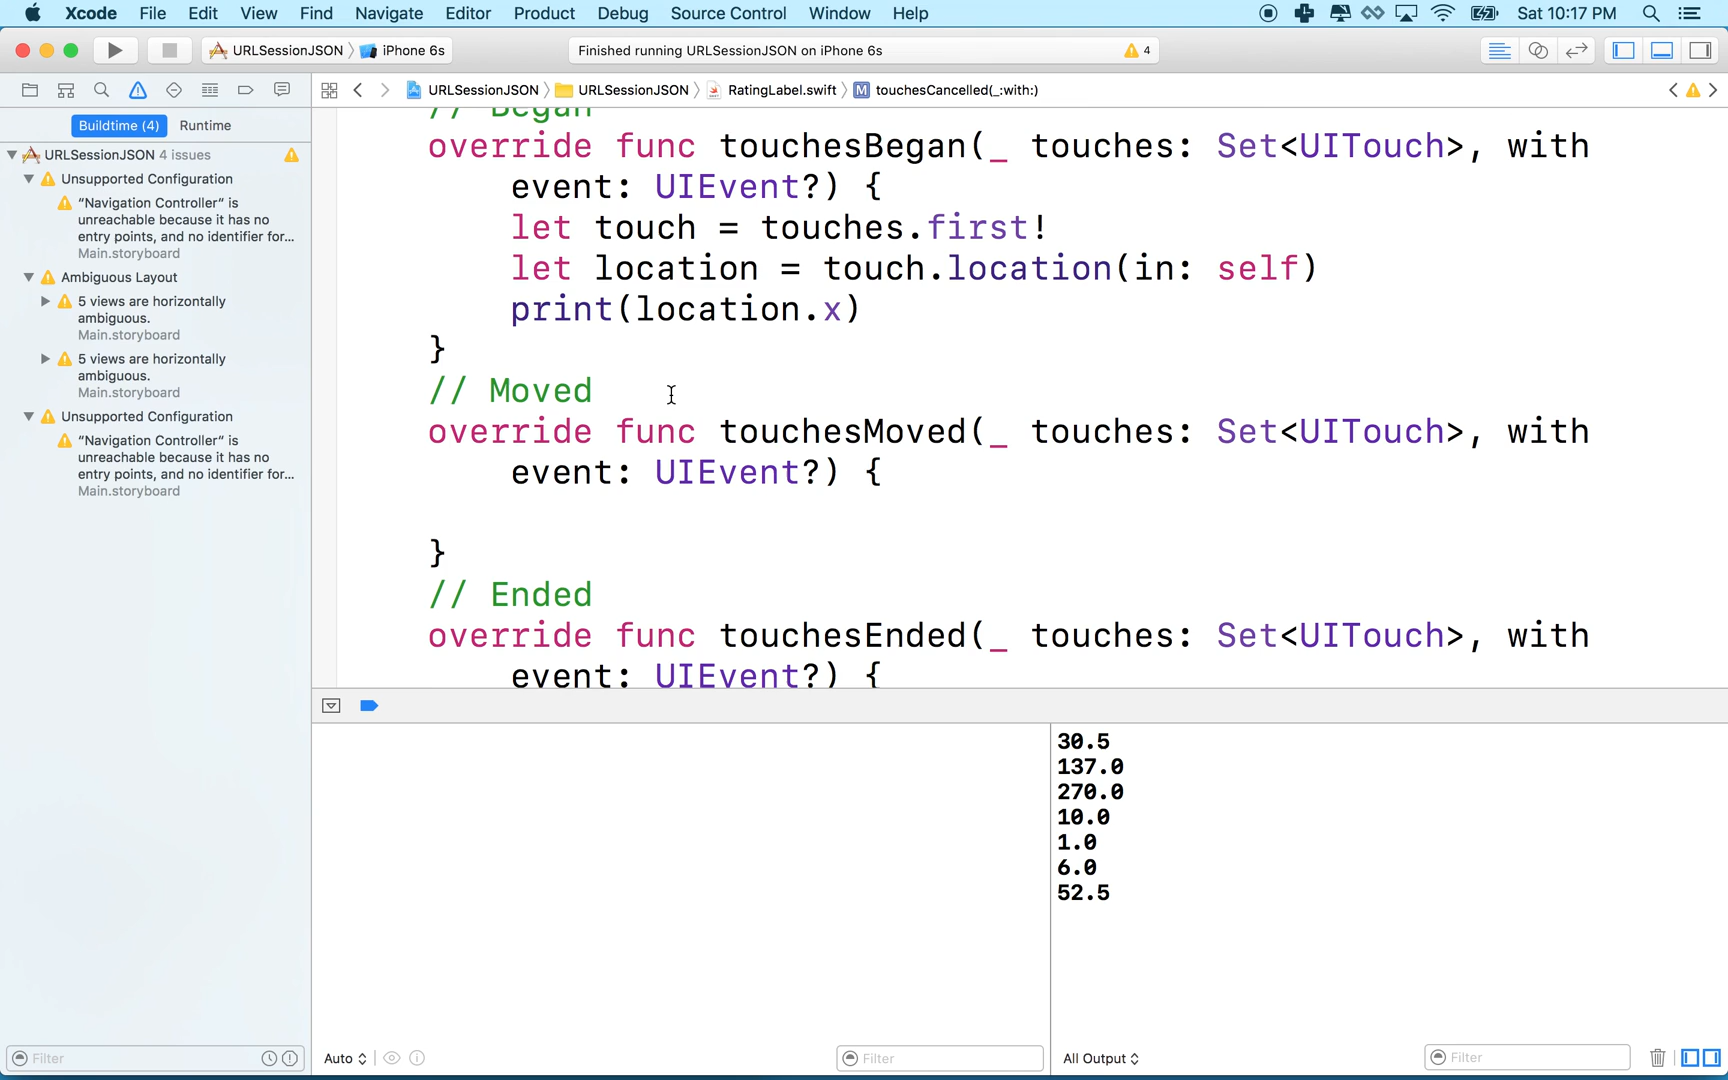 Xcode File Edit View Find Navigate Editor Product Debug Source Control Window Help Sat 10:17 PM
URLSessionJSON iPhone 6s Finished running URLSessionJSON on iPhone 6s 4
URLSessionJSON URLSessionJSON RatingLabel.swift M touchesCancelled(_:with:)
Buildtime (4) Runtime
URLSessionJSON 4 issues
Unsupported Configuration
“Navigation Controller“ is
unreachable because it has no
entry points, and no identifier for...
Main.storyboard
Ambiguous Layout
5 views are horizontally
ambiguous.
Main.storyboard
5 views are horizontally
ambiguous.
Main.storyboard
Unsupported Configuration
“Navigation Controller“ is
unreachable because it has no
entry points, and no identifier for...
Main.storyboard
Filter
// Began
override func touchesBegan(_ touches: Set<UITouch>, with
event: UIEvent?) {
let touch = touches.first!
let location = touch.location(in: self)
print(location.x)
}
// Moved
override func touchesMoved(_ touches: Set<UITouch>, with
event: UIEvent?) {
}
// Ended
override func touchesEnded(_ touches: Set<UITouch>, with
event: UIEvent?) {
30.5
137.0
270.0
10.0
1.0
6.0
52.5
Auto Filter All Output Filter